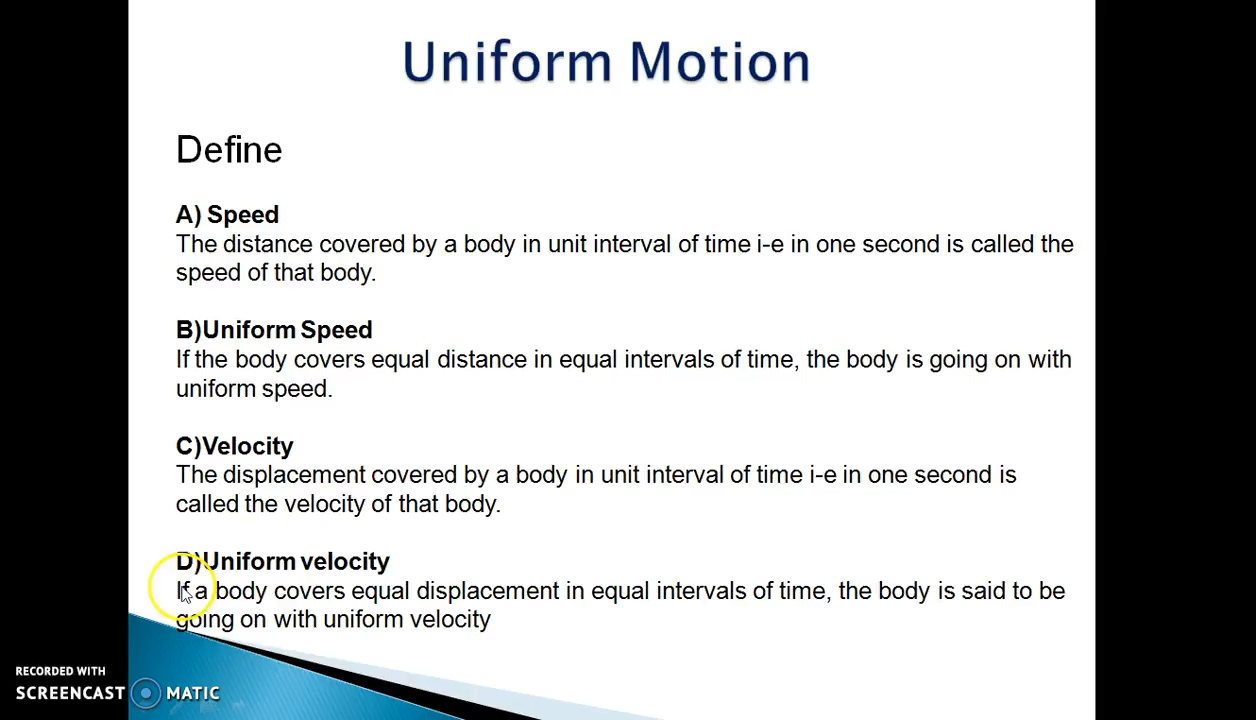 Uniform Motion
Define
A) Speed
The distance covered by a body in unit interval of time i-e in one second is called the
speed of that body.
B)Uniform Speed
If the body covers equal distance in equal intervals of time, the body is going on with
uniform speed.
C)Velocity
The displacement covered by a body in unit interval of time i-e in one second is
called the velocity of that body.
D)Uniform velocity
If a body covers equal displacement in equal intervals of time, the body is said to be
going on with uniform velocity
RECORDED WITH
SCREENCAST MATIC